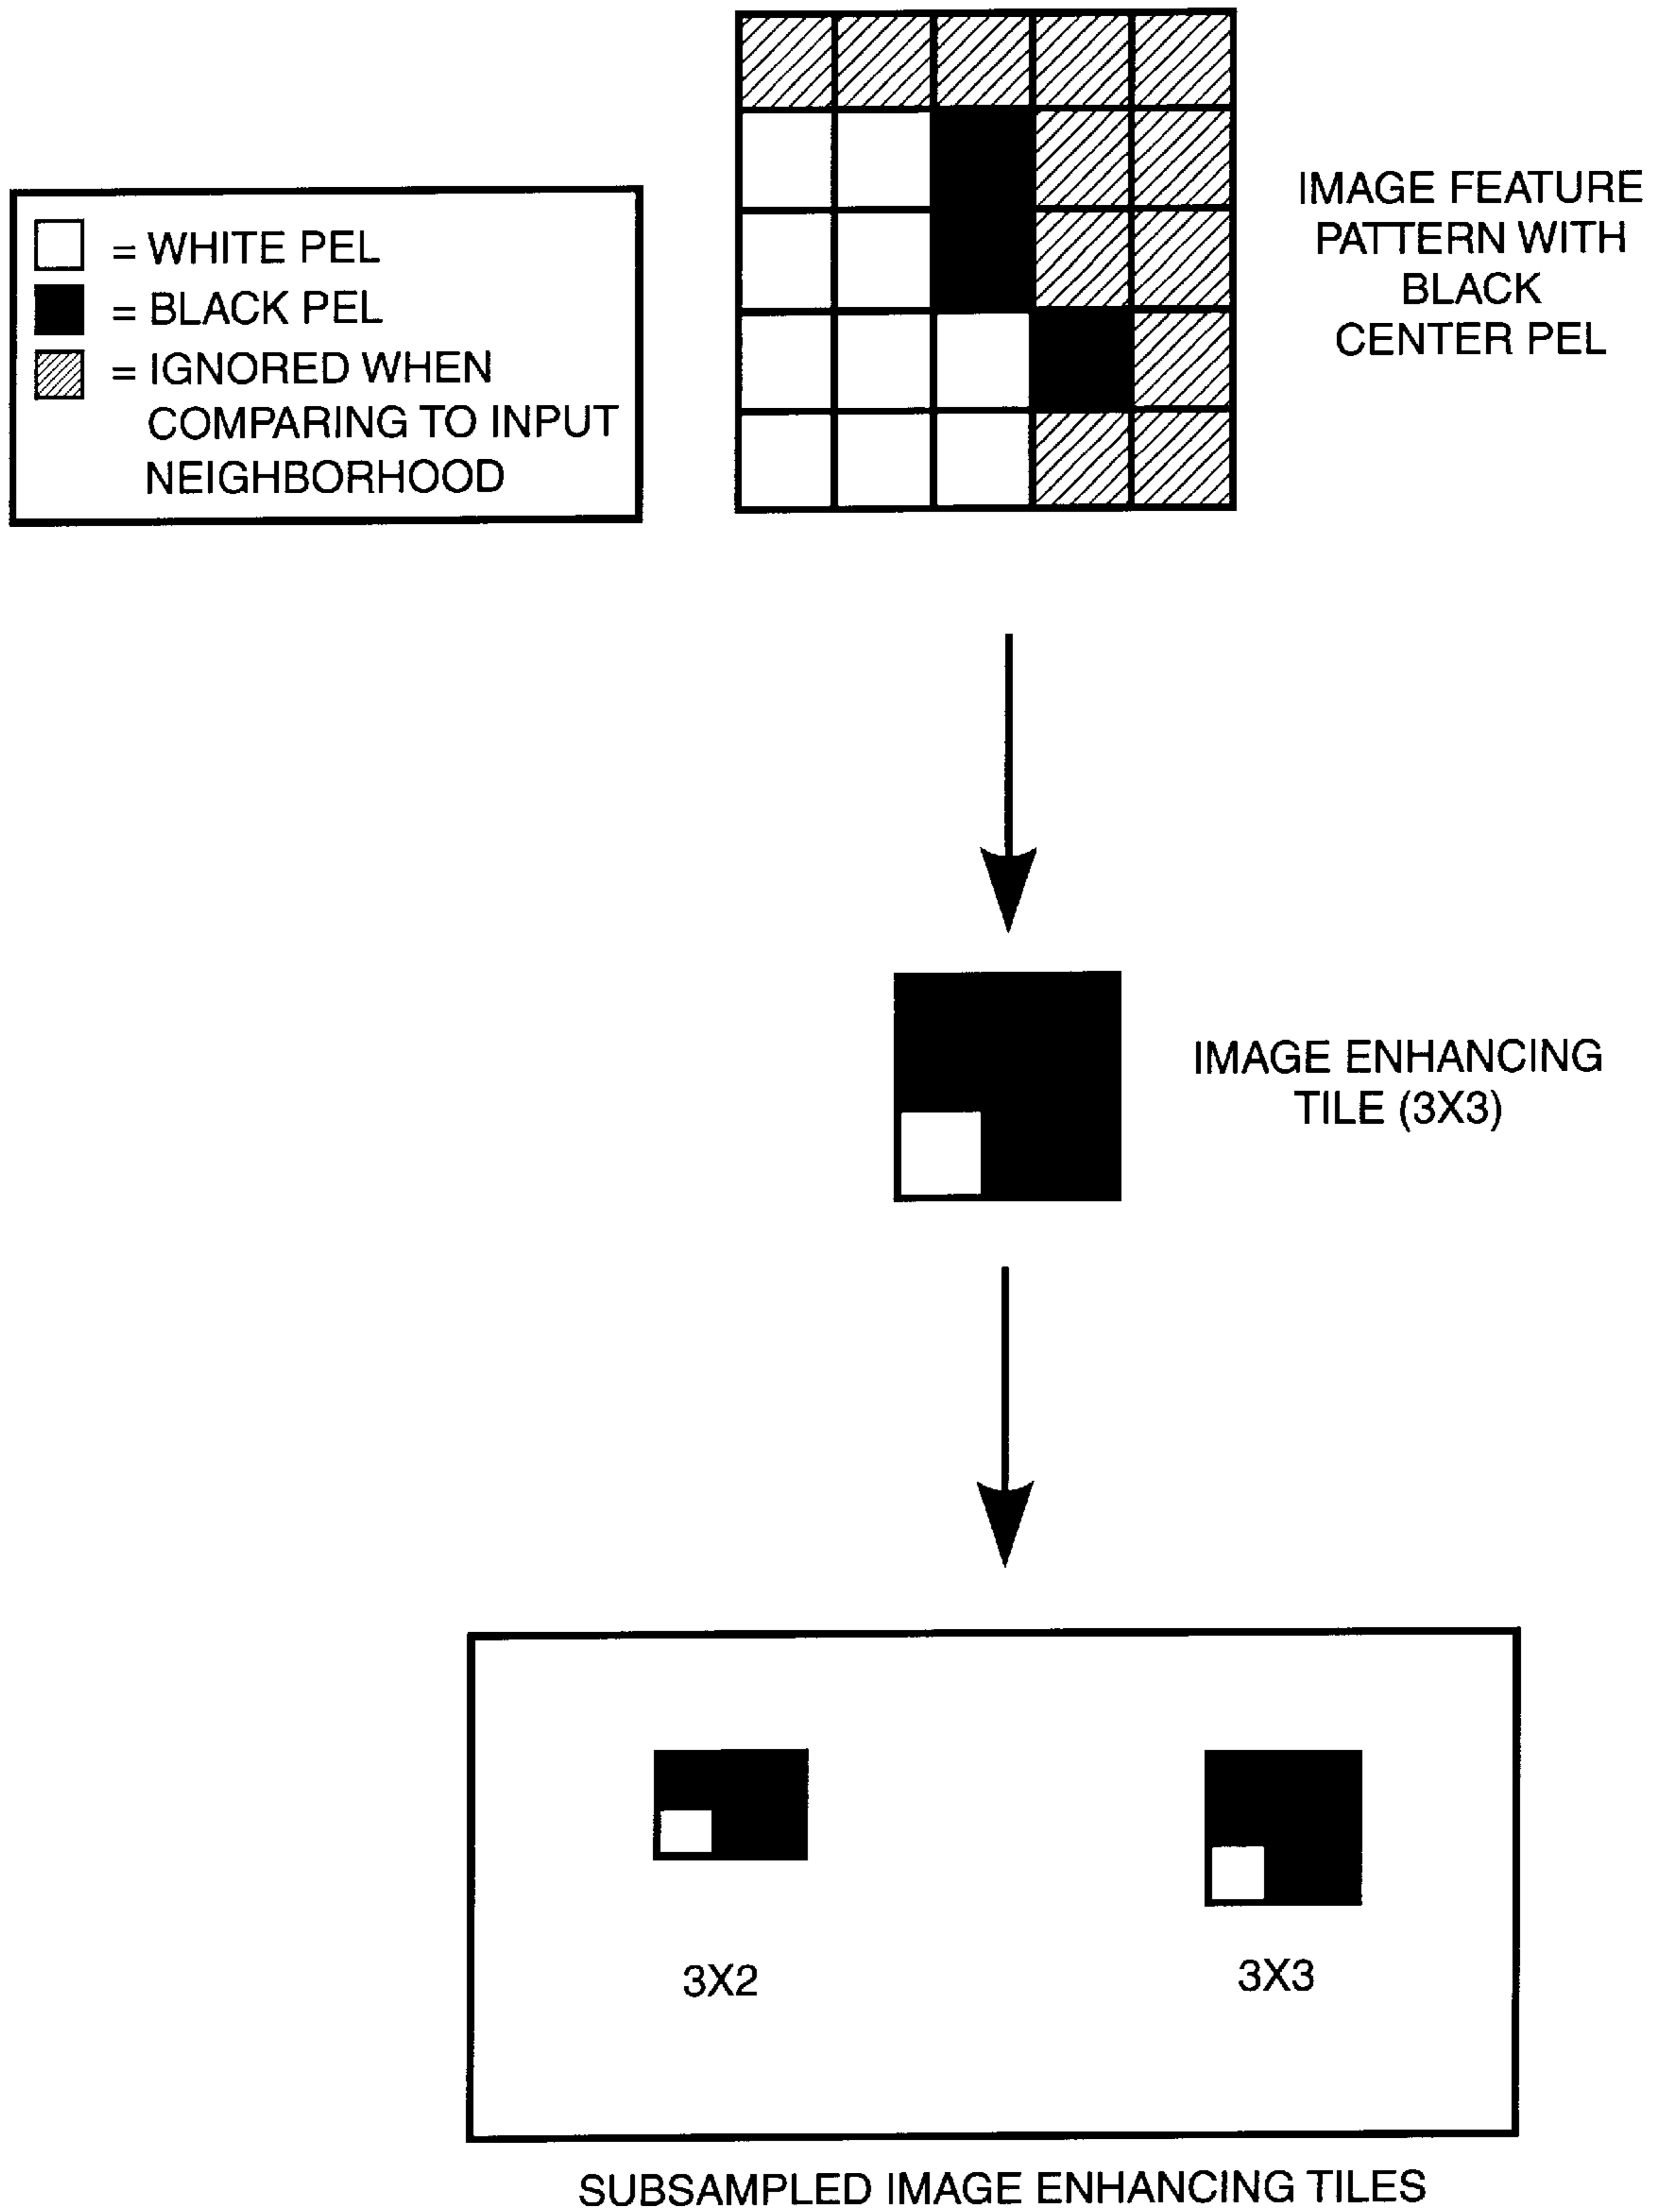 IMAGE FEATURE
PATTERN WITH
BLACK
CENTER PEL
= WHITE PEL
= BLACK PEL
= IGNORED WHEN
COMPARING TO INPUT
NEIGHBORHOOD
IMAGE ENHANCING
TILE (3X3)
3X2
3X3
SUBSAMPLED IMAGE ENHANCING TILES